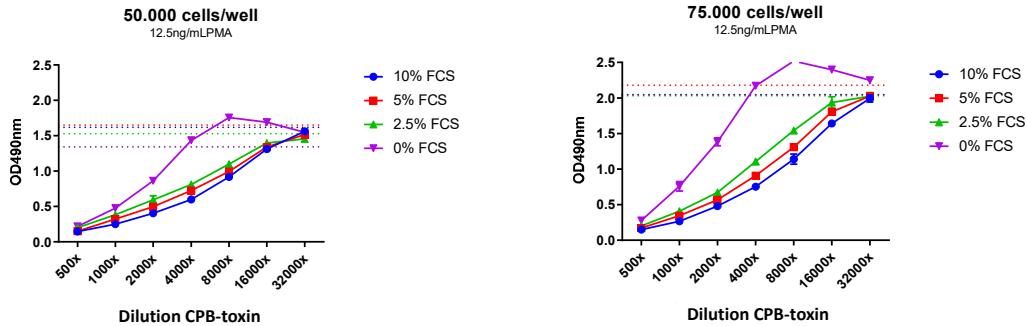 50.000 cells/well
12.5ng/mLPMA
OD490nm
2.5
2.0
1.5
1.0
0.5
0.0
500x
1000x
2000x
4000x
8000x
16000x
32000x
Dilution CPB-toxin
10% FCS
5% FCS
2.5% FCS
0% FCS
75.000 cells/well
12.5ng/mLPMA
OD490nm
2.5
2.0
1.5
1.0
0.5
0.0
500x
1000x
2000x
4000x
8000x
16000x
32000x
Dilution CPB-toxin
10% FCS
5% FCS
2.5% FCS
0% FCS